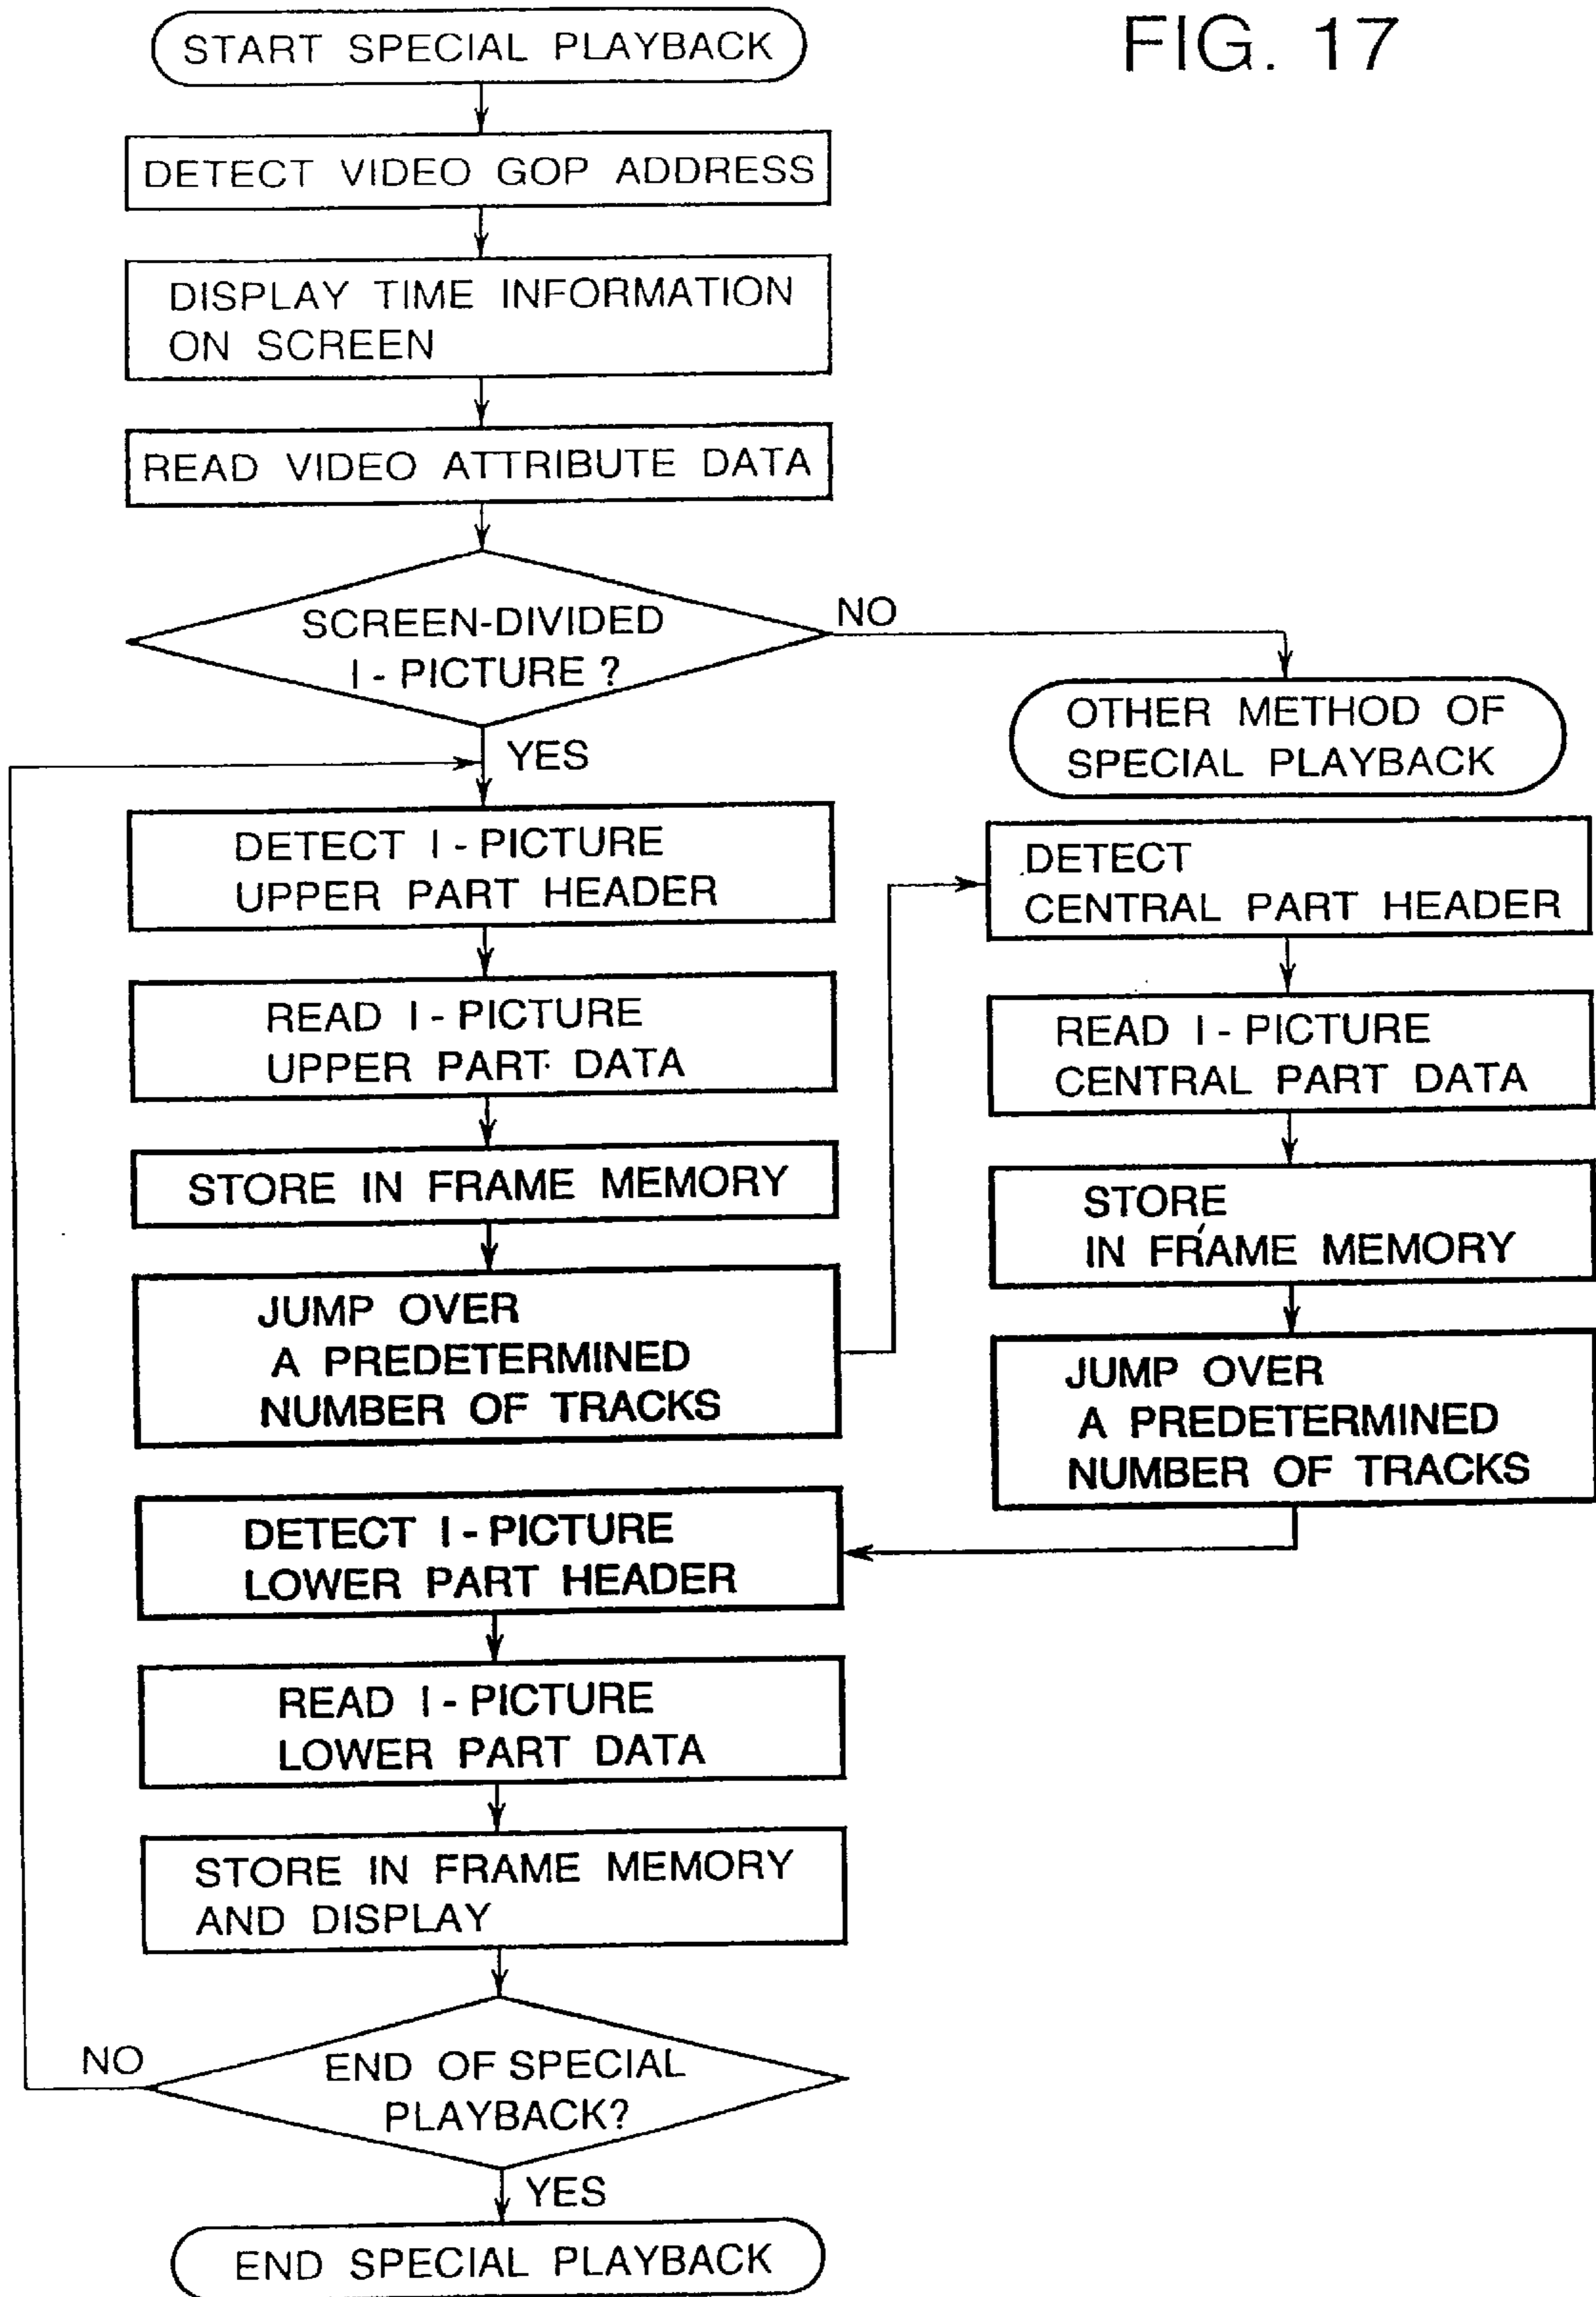 FIG. 17
START SPECIAL PLAYBACK
DETECT VIDEO GOP ADDRESS
DISPLAY TIME INFORMATION
ON SCREEN
READ VIDEO ATTRIBUTE DATA
SCREEN-DIVIDED
I - PICTURE ?
NO
YES
OTHER METHOD OF
SPECIAL PLAYBACK
DETECT I - PICTURE
UPPER PART HEADER
READ I - PICTURE
UPPER PART DATA
STORE IN FRAME MEMORY
JUMP OVER
A PREDETERMINED
NUMBER OF TRACKS
DETECT
CENTRAL PART HEADER
READ I - PICTURE
CENTRAL PART DATA
STORE
IN FRAME MEMORY
JUMP OVER
A PREDETERMINED
NUMBER OF TRACKS
DETECT I - PICTURE
LOWER PART HEADER
READ I - PICTURE
LOWER PART DATA
STORE IN FRAME MEMORY
AND DISPLAY
END OF SPECIAL
PLAYBACK?
NO
YES
END SPECIAL PLAYBACK